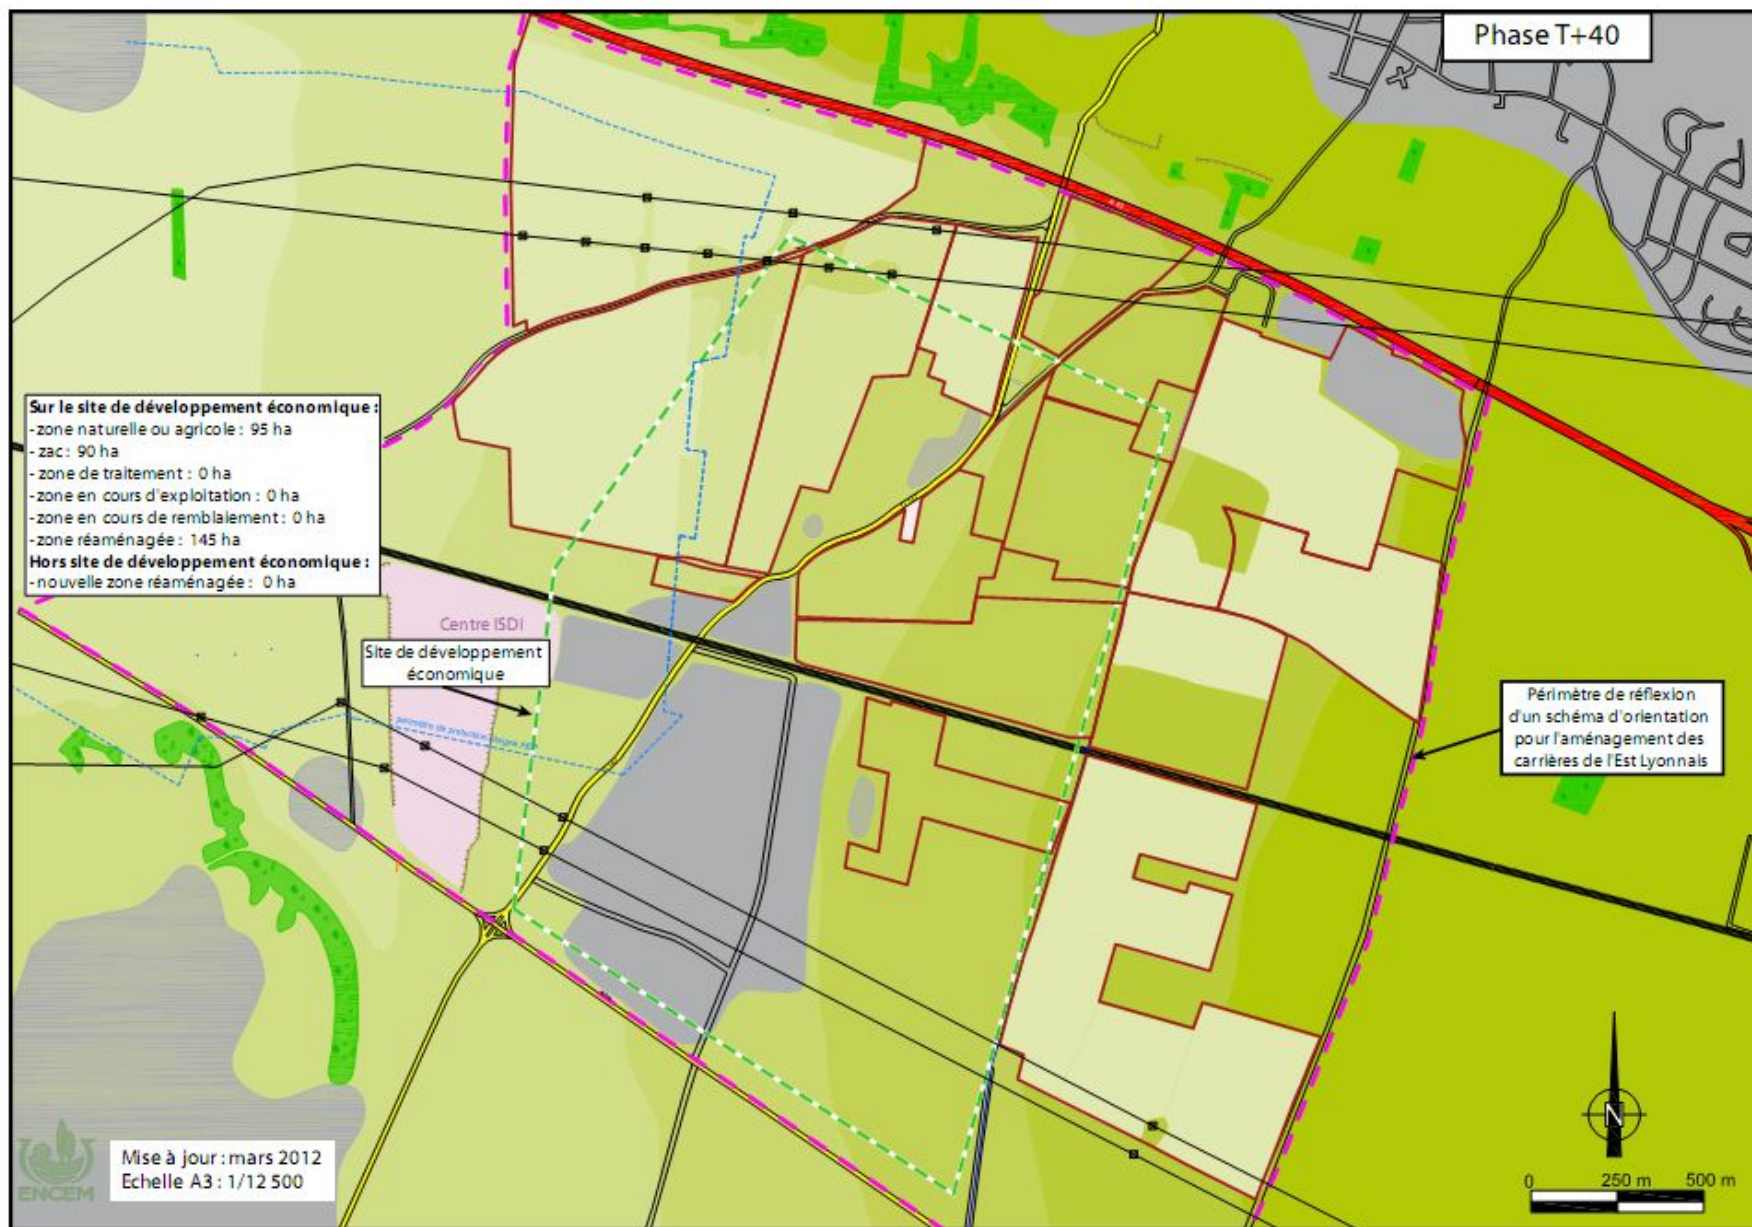 Phase T+40
Sur le site de développement économique :
- zone naturelle ou agricole : 95 ha
- zac : 90 ha
- zone de traitement : 0 ha
- zone en cours d'exploitation : 0 ha
- zone en cours de remblaiement : 0 ha
- zone réaménagée : 145 ha
Hors site de développement économique :
- nouvelle zone réaménagée : 0 ha
Centre ISDI
Site de développement
économique
Périmètre de réflexion
d'un schéma d'orientation
pour l'aménagement des
carrières de l'Est Lyonnais
périmètre de protection
Mise à jour : mars 2012
Echelle A3 : 1/12 500
ENCEM
N
0 250 m 500 m